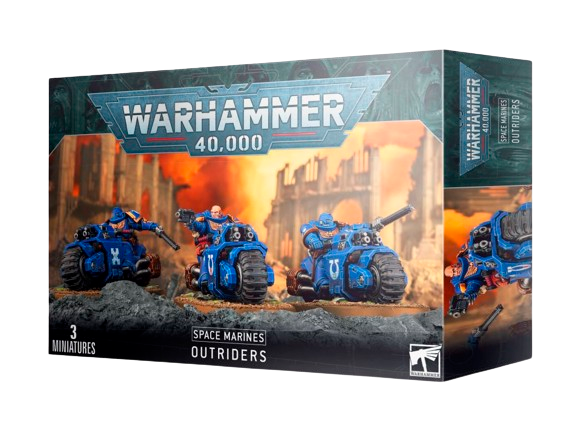 WARHAMMER
40,000
3
MINIATURES
SPACE MARINES
OUTRIDERS
WARHAMMER
WARHAMMER
40,000
SPACE MARINES
OUTRIDERS